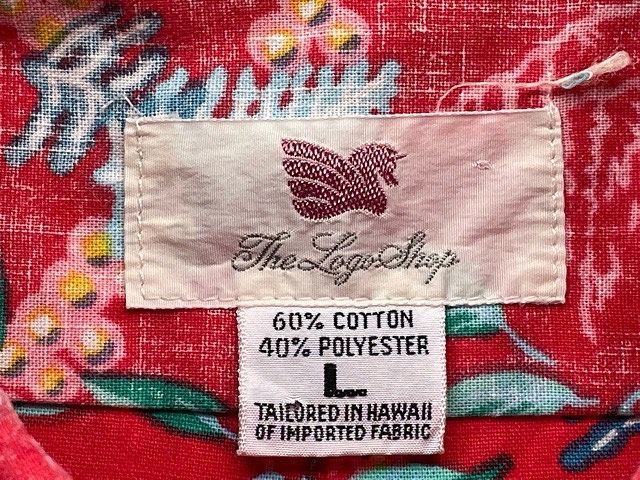 The Logo Shop
60% COTTON
40% POLYESTER
L
TAILORED IN HAWAII
OF IMPORTED FABRIC